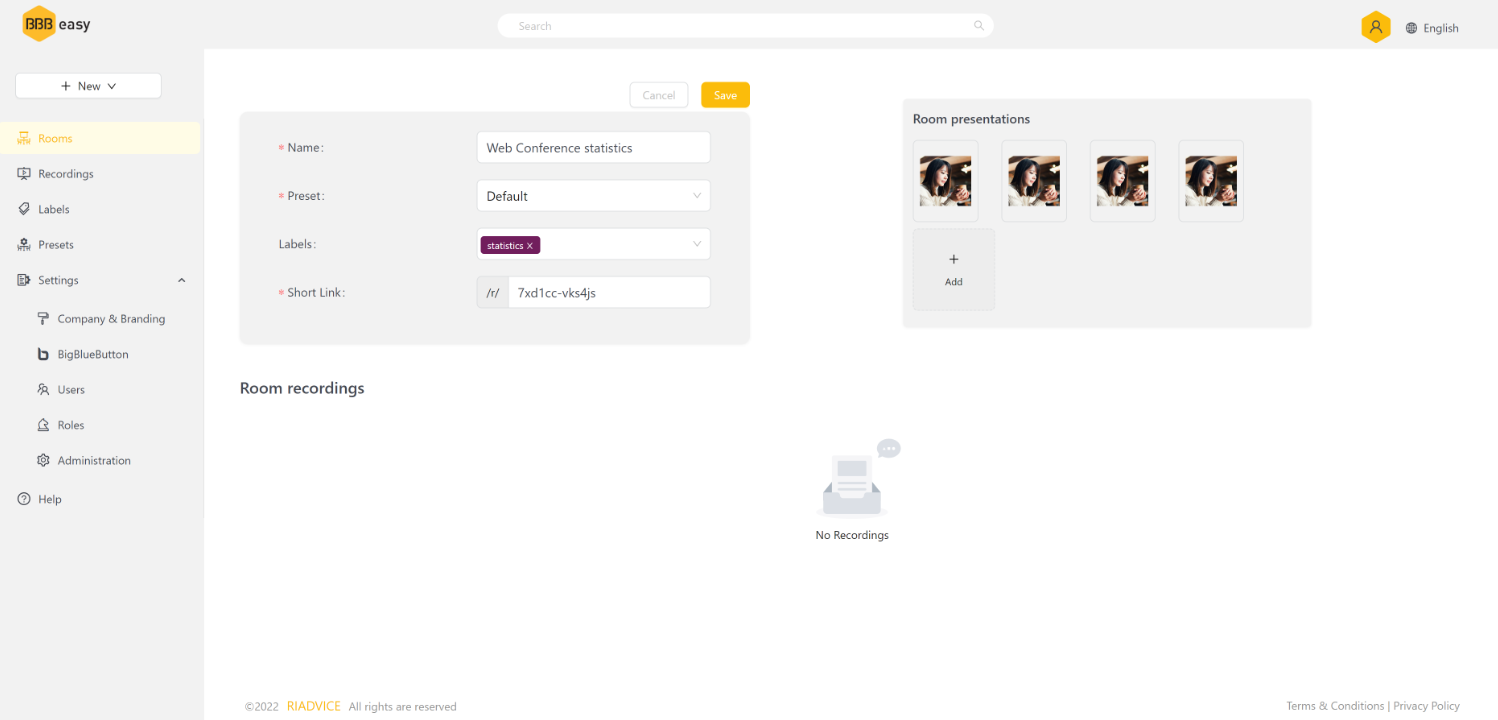 BBB easy
Search
English
New
Rooms
Recordings
Labels
Presets
Settings
Company & Branding
BigBlueButton
Users
Roles
Administration
Help
Cancel
Save
* Name:
Web Conference statistics
* Preset:
Default
Labels:
statistics
* Short Link:
/r/ 7xd1cc-vks4js
Room presentations
+
Add
Room recordings
No Recordings
©2022 RIADVICE All rights are reserved
Terms & Conditions | Privacy Policy